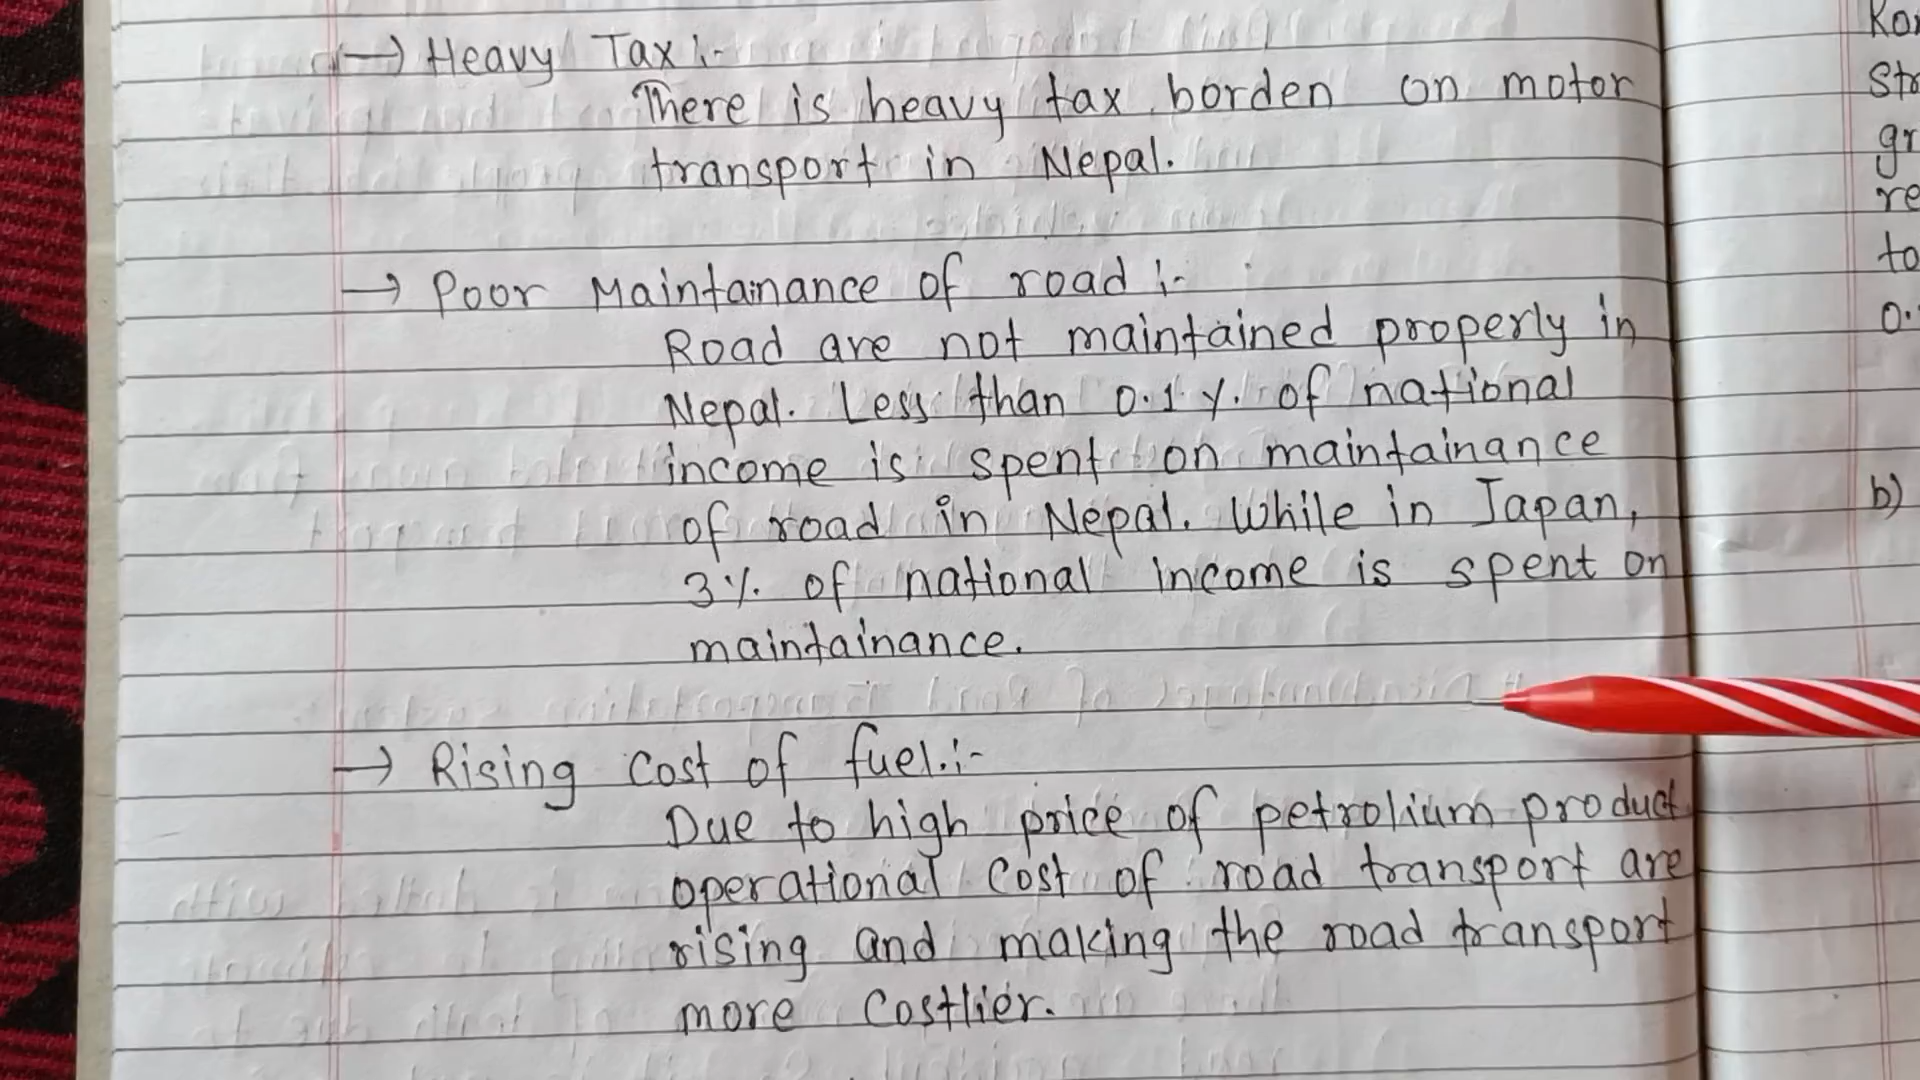 → Heavy Tax :-
There is heavy tax borden on motor
transport in Nepal.
→ Poor Maintainance of road :-
Road are not maintained properly in
Nepal. Less than 0.1 %. of national
income is spent on maintainance
of road in Nepal. While in Japan,
3 %. of national income is spent on
maintainance.
→ Rising Cost of fuel. :-
Due to high price of petrolium product
operational Cost of road transport are
rising and making the road transport
more Costlier.
gr
re
to
b)